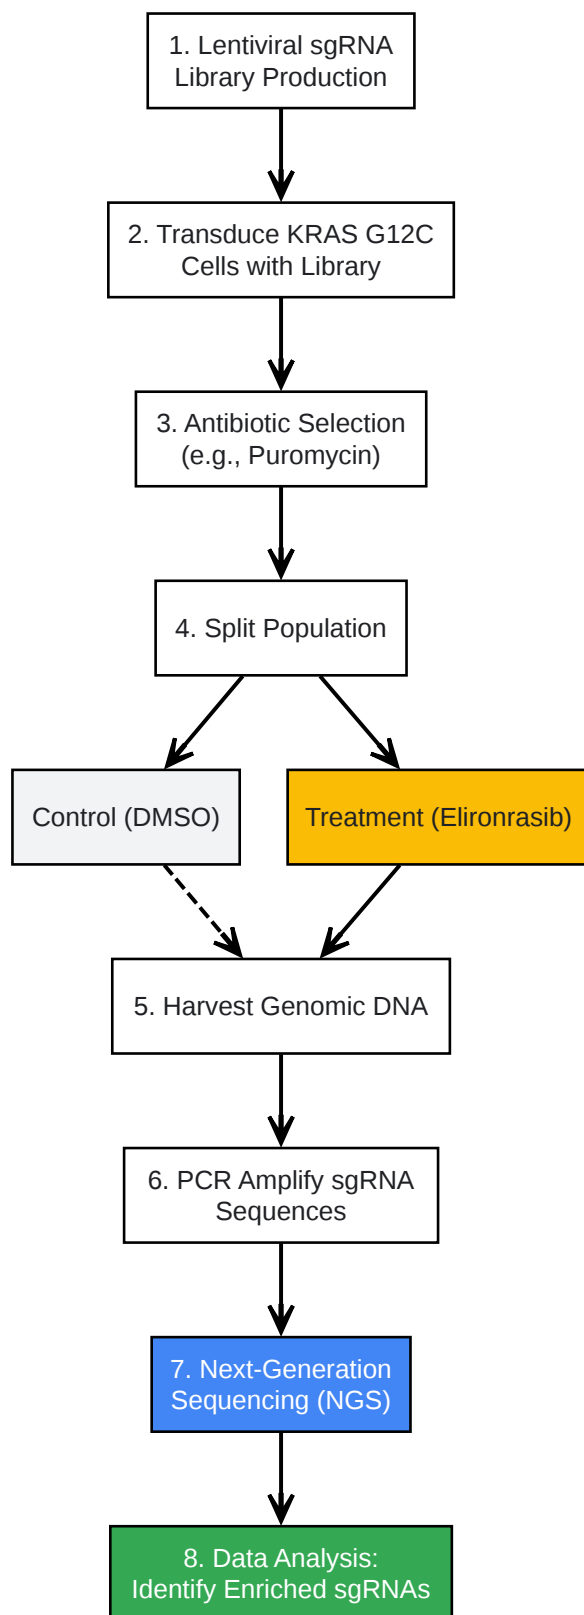 1. Lentiviral sgRNA
Library Production
2. Transduce KRAS G12C
Cells with Library
3. Antibiotic Selection
(e.g., Puromycin)
4. Split Population
Control (DMSO)
Treatment (Elironrasib)
5. Harvest Genomic DNA
6. PCR Amplify sgRNA
Sequences
7. Next-Generation
Sequencing (NGS)
8. Data Analysis:
Identify Enriched sgRNAs